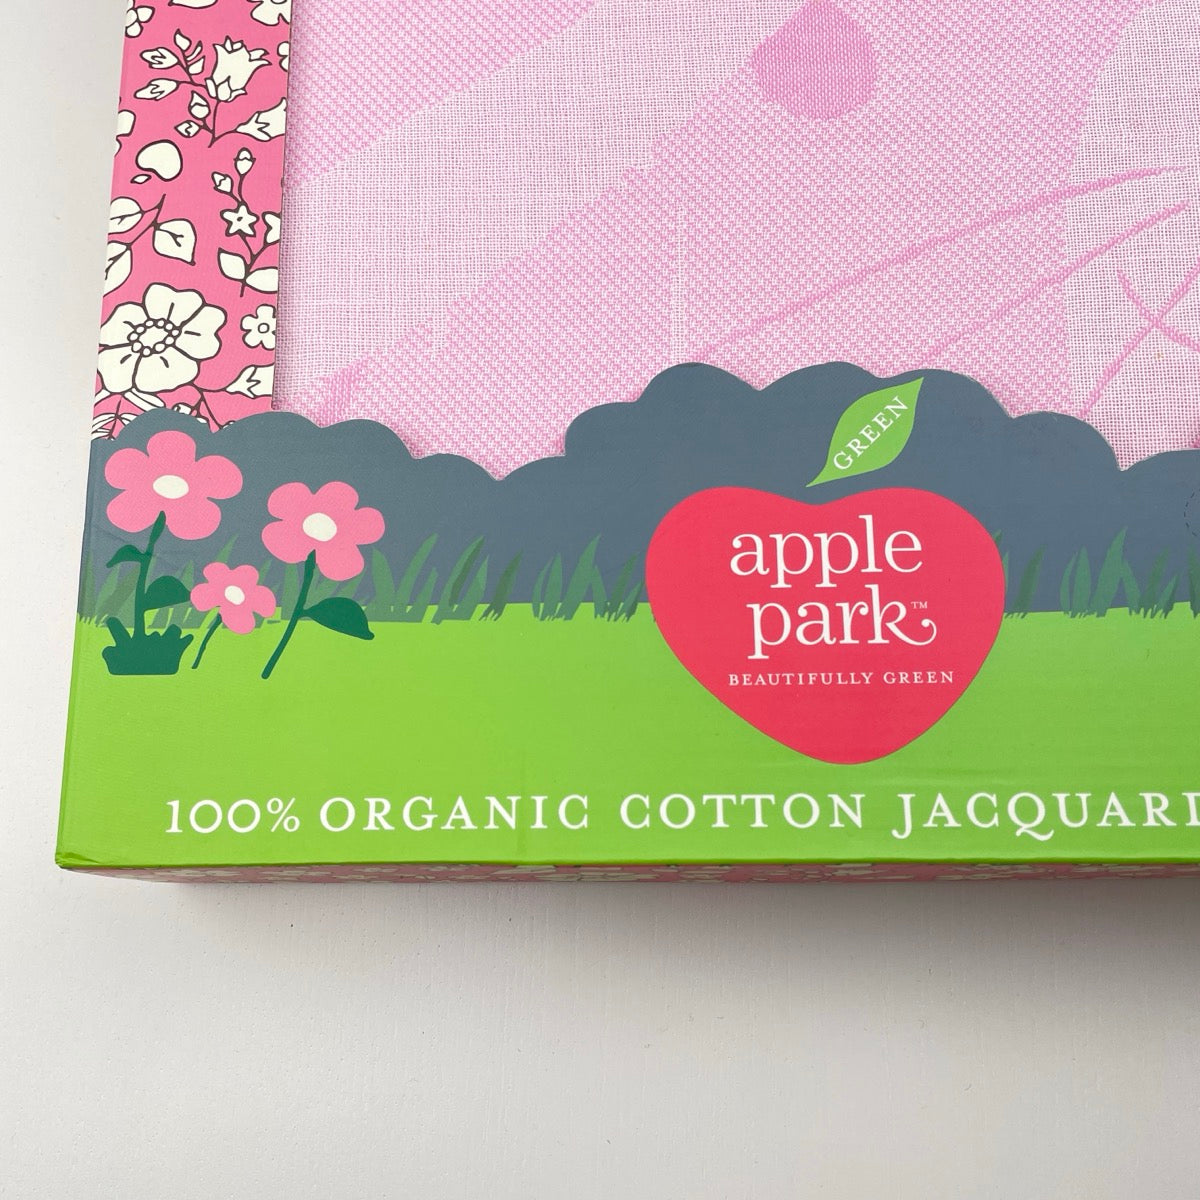 GREEN
apple
park™
BEAUTIFULLY GREEN
100% ORGANIC COTTON JACQUARD